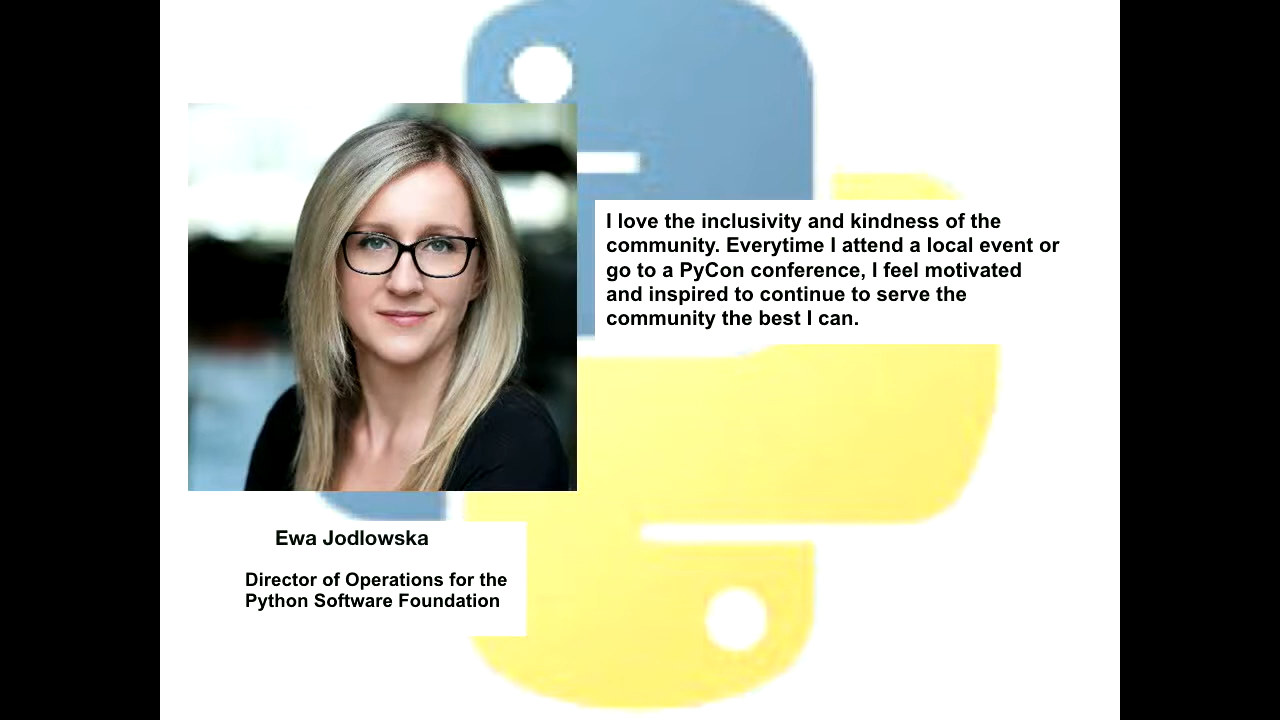 I love the inclusivity and kindness of the
community. Everytime I attend a local event or
go to a PyCon conference, I feel motivated
and inspired to continue to serve the
community the best I can.
Ewa Jodlowska
Director of Operations for the
Python Software Foundation